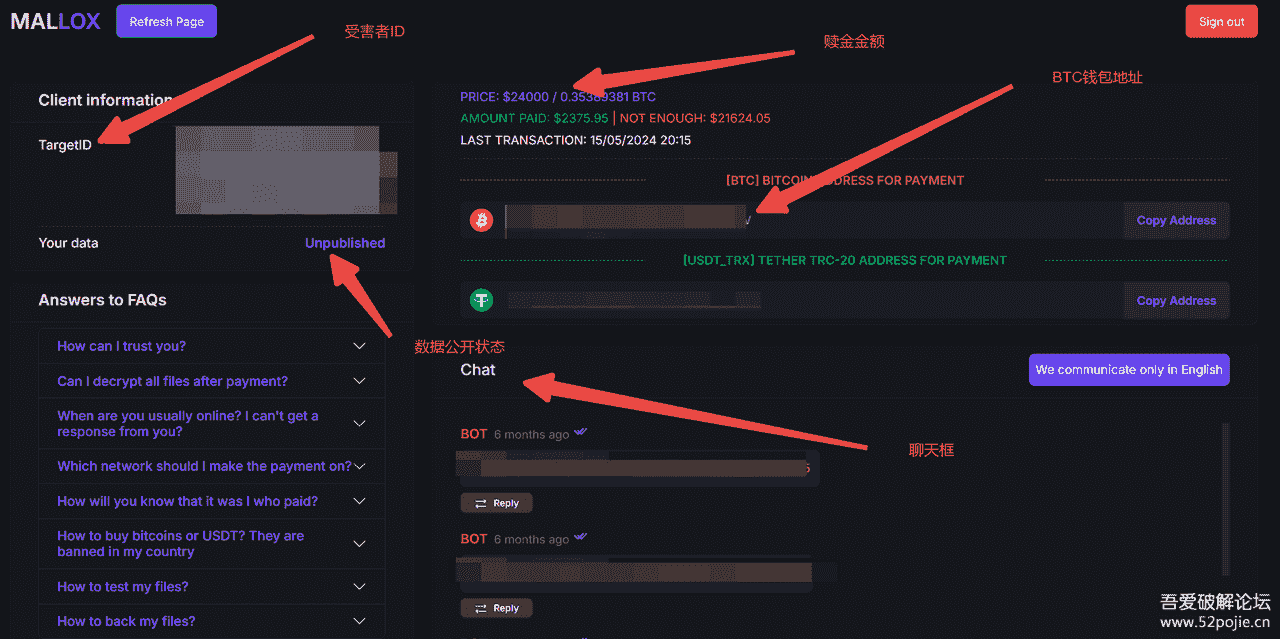 MALLOX
Refresh Page
Sign out
受害者ID
赎金金额
BTC钱包地址
Client information
TargetID
Your data
Unpublished
数据公开状态
Answers to FAQs
How can I trust you?
Can I decrypt all files after payment?
When are you usually online? I can't get a
response from you?
Which network should I make the payment on?
How will you know that it was I who paid?
How to buy bitcoins or USDT? They are
banned in my country
How to test my files?
How to back my files?
PRICE: $24000 / 0.35389381 BTC
AMOUNT PAID: $2375.95 | NOT ENOUGH: $21624.05
LAST TRANSACTION: 15/05/2024 20:15
[BTC] BITCOIN ADDRESS FOR PAYMENT
Copy Address
[USDT_TRX] TETHER TRC-20 ADDRESS FOR PAYMENT
Copy Address
Chat
We communicate only in English
聊天框
BOT 6 months ago
Reply
BOT 6 months ago
Reply
吾爱破解论坛
www.52pojie.cn